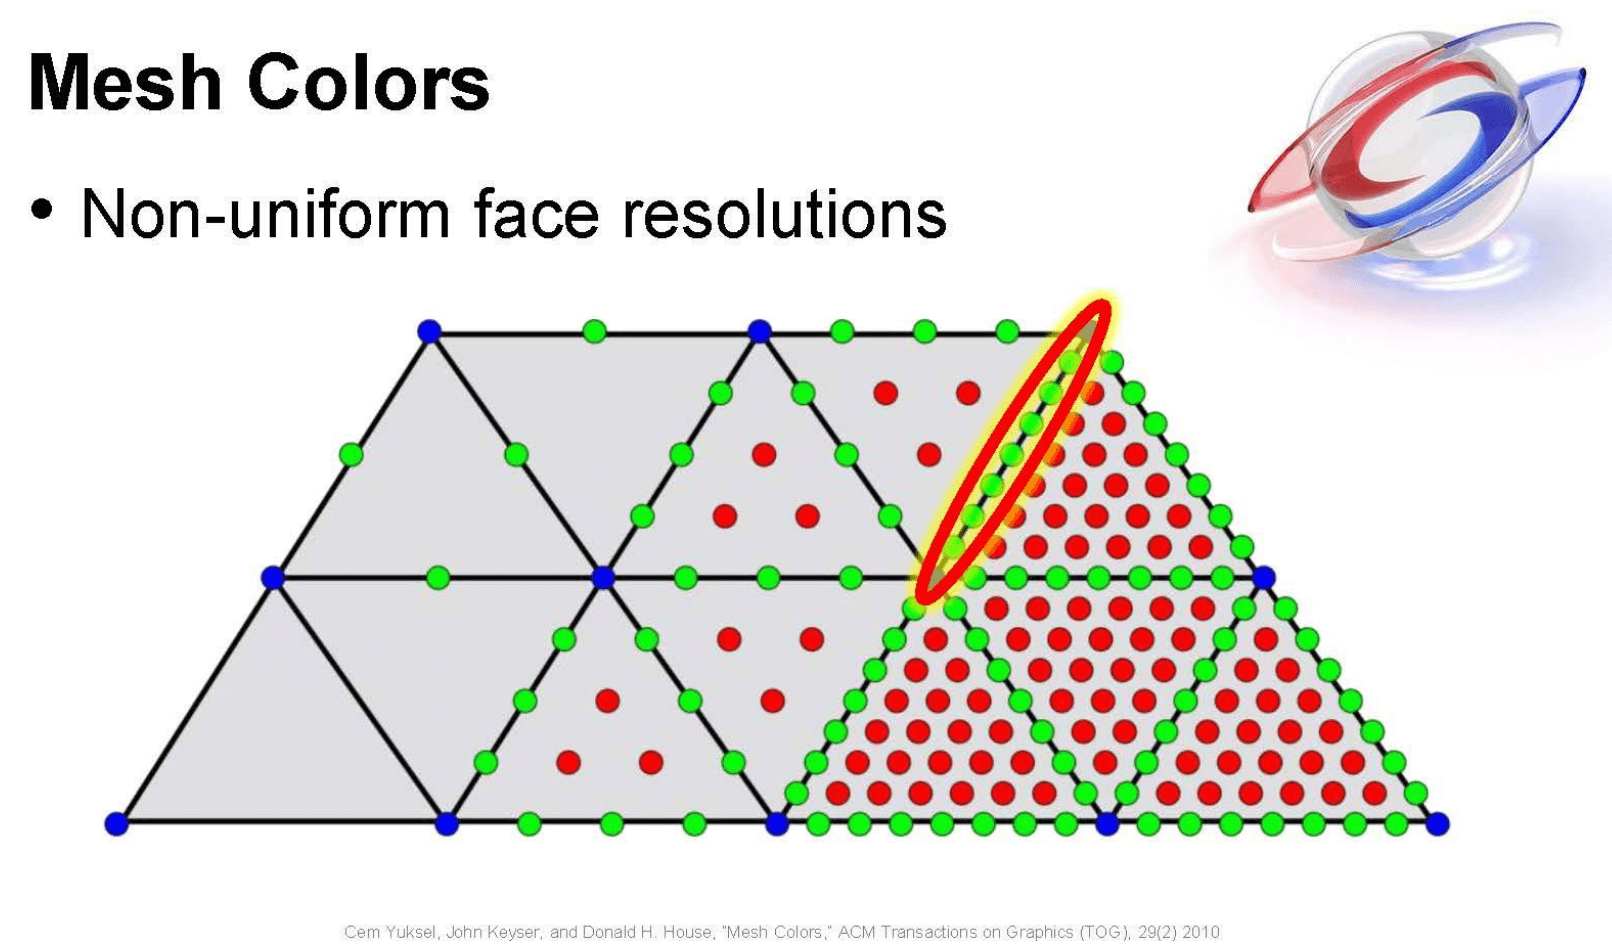 Mesh Colors
• Non-uniform face resolutions
Cem Yuksel, John Keyser, and Donald H. House, "Mesh Colors," ACM Transactions on Graphics (TOG), 29(2) 2010